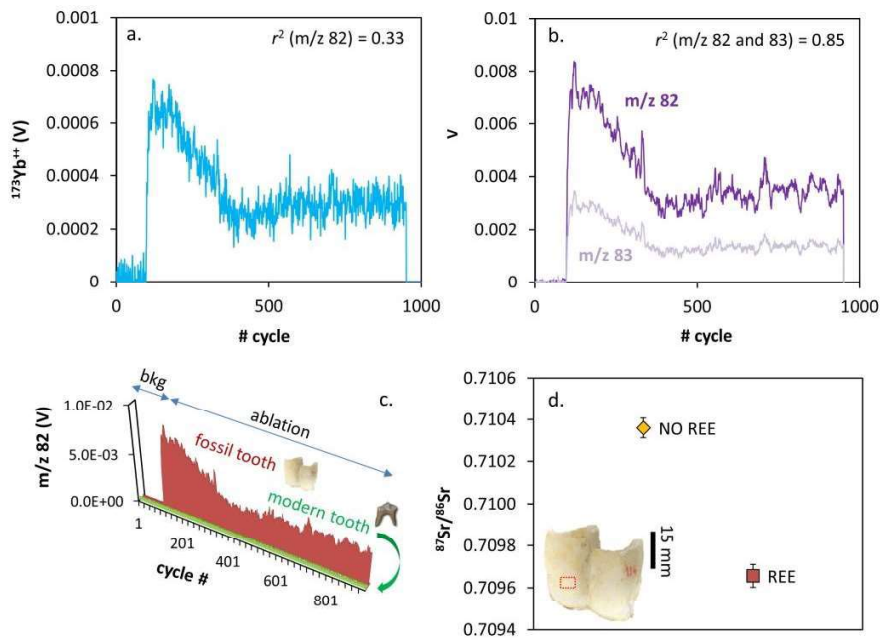 a.
r² (m/z 82) = 0.33
0.001
0.0008
0.0006
0.0004
0.0002
0
¹⁷³Yb⁺⁺ (V)
0 500 1000
# cycle
b.
r² (m/z 82 and 83) = 0.85
0.01
0.008
0.006
0.004
0.002
0
V
m/z 82
m/z 83
0 500 1000
# cycle
c.
bkg
ablation
1.0E-02
5.0E-03
0.0E+00
m/z 82 (V)
fossil tooth
modern tooth
1
201
401
601
801
cycle #
d.
0.7106
0.7104
0.7102
0.7100
0.7098
0.7096
0.7094
⁸⁷Sr/⁸⁶Sr
NO REE
15 mm
REE